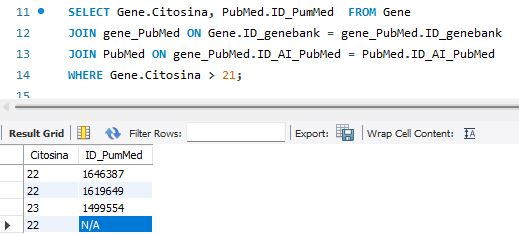 11 SELECT Gene.Citosina, PubMed.ID_PumMed FROM Gene
12 JOIN gene_PubMed ON Gene.ID_genebank = gene_PubMed.ID_genebank
13 JOIN PubMed ON gene_PubMed.ID_AI_PubMed = PubMed.ID_AI_PubMed
14 WHERE Gene.Citosina > 21;
15
Result Grid Filter Rows: Export: Wrap Cell Content: IA
Citosina ID_PumMed
22 1646387
22 1619649
23 1499554
22 N/A